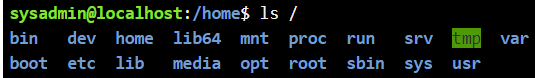 sysadmin@localhost:/home$ ls /
bin dev home lib64 mnt proc run srv tmp var
boot etc lib media opt root sbin sys usr